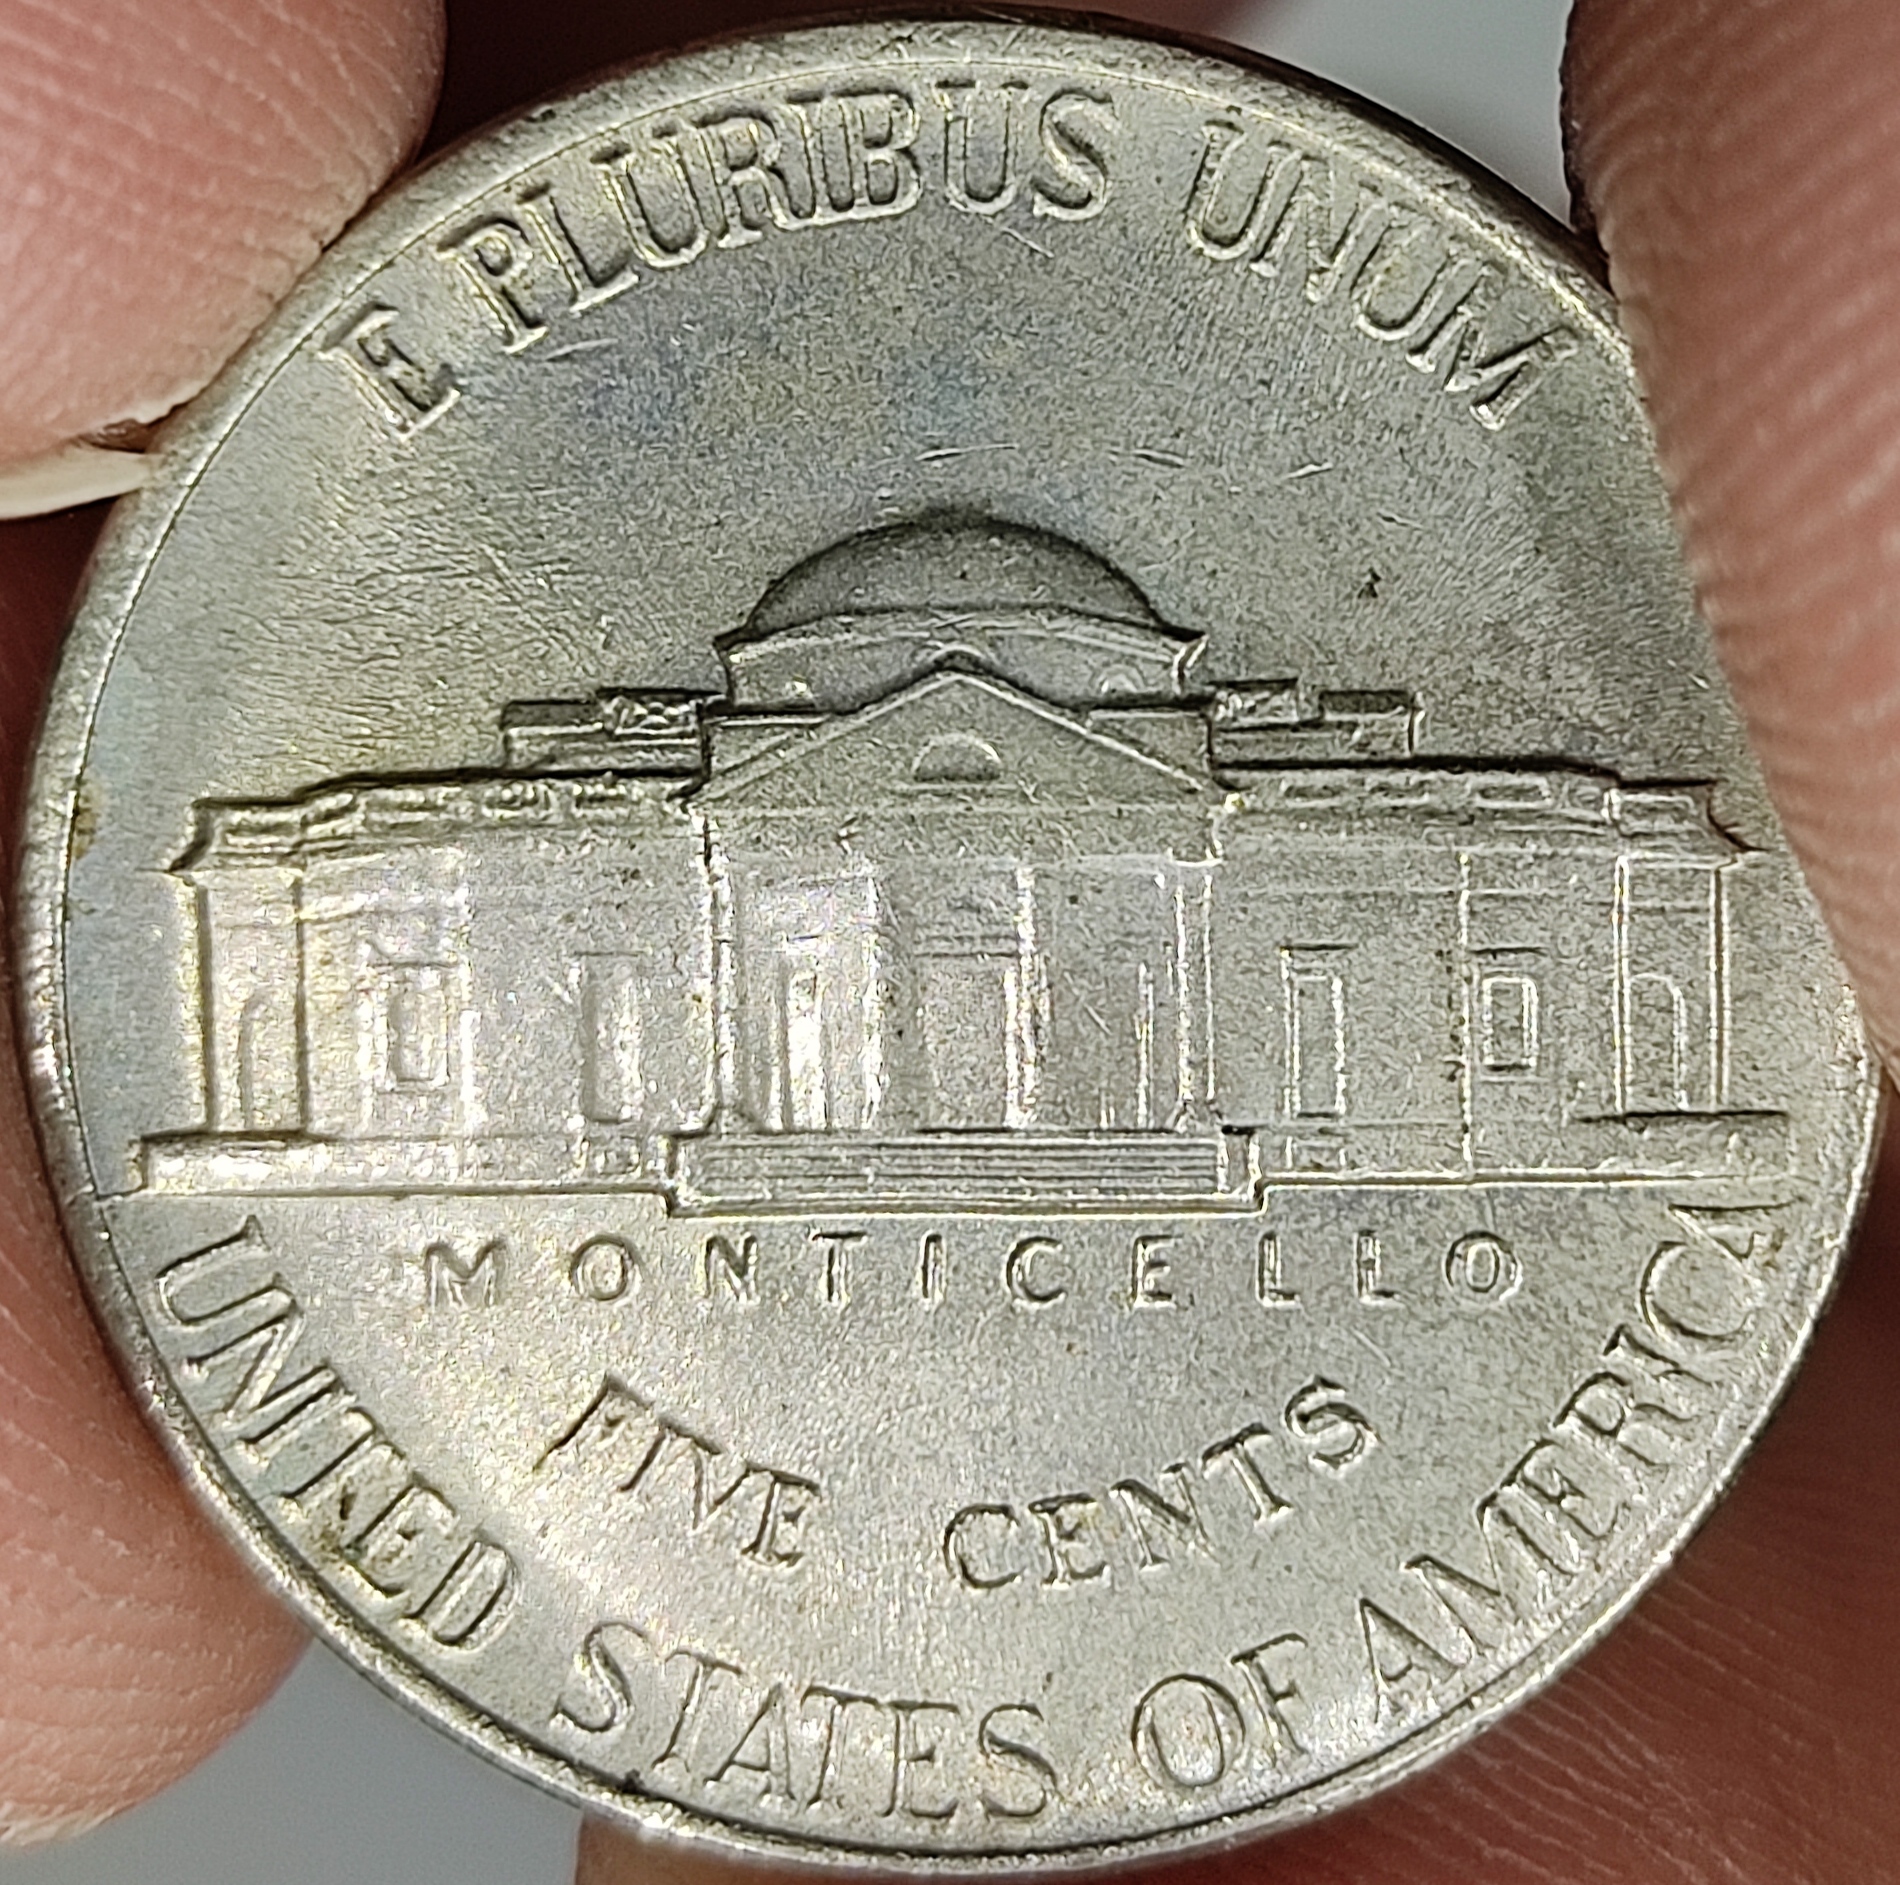 E PLURIBUS UNUM
MONTICELLO
FIVE CENTS
UNITED STATES OF AMERICA